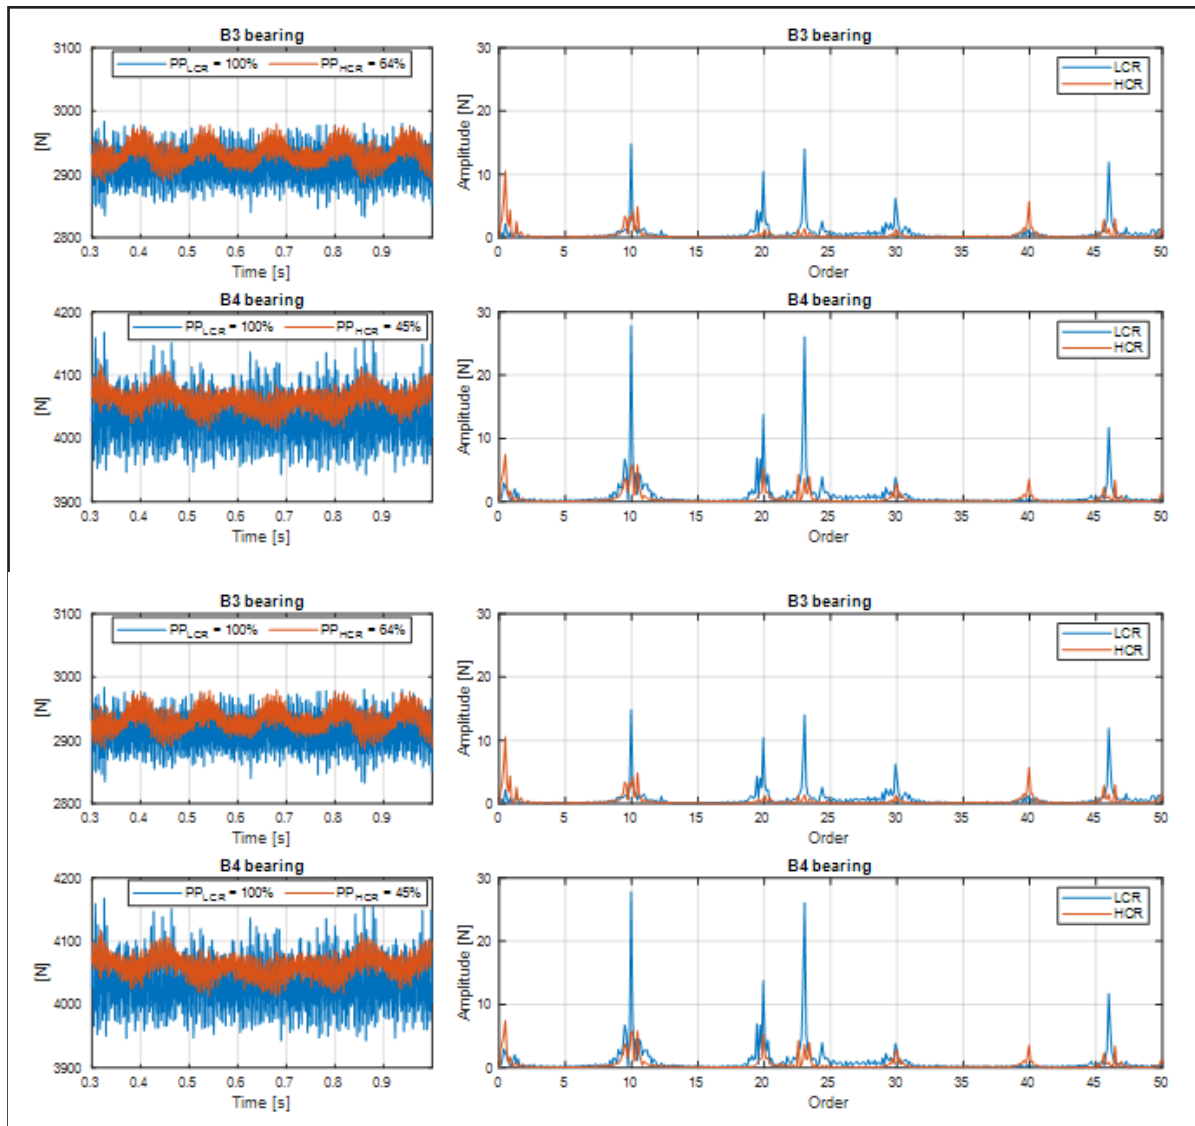 B3 bearing
3100
3000
2900
2800
[N]
PP_LCR = 100% PP_HCR = 64%
0.3 0.4 0.5 0.6 0.7 0.8 0.9
Time [s]
B3 bearing
30
20
10
0
Amplitude [N]
LCR
HCR
0 5 10 15 20 25 30 35 40 45 50
Order
B4 bearing
4200
4100
4000
3900
[N]
PP_LCR = 100% PP_HCR = 45%
0.3 0.4 0.5 0.6 0.7 0.8 0.9
Time [s]
B4 bearing
30
20
10
0
Amplitude [N]
LCR
HCR
0 5 10 15 20 25 30 35 40 45 50
Order
B3 bearing
3100
3000
2900
2800
[N]
PP_LCR = 100% PP_HCR = 64%
0.3 0.4 0.5 0.6 0.7 0.8 0.9
Time [s]
B3 bearing
30
20
10
0
Amplitude [N]
LCR
HCR
0 5 10 15 20 25 30 35 40 45 50
Order
B4 bearing
4200
4100
4000
3900
[N]
PP_LCR = 100% PP_HCR = 45%
0.3 0.4 0.5 0.6 0.7 0.8 0.9
Time [s]
B4 bearing
30
20
10
0
Amplitude [N]
LCR
HCR
0 5 10 15 20 25 30 35 40 45 50
Order